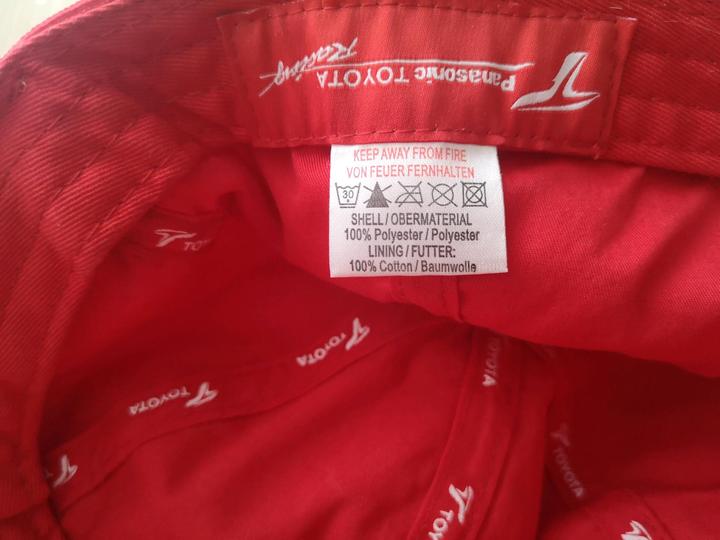 Panasonic TOYOTA
Racing
KEEP AWAY FROM FIRE
VON FEUER FERNHALTEN
30
SHELL / OBERMATERIAL
100% Polyester / Polyester
LINING / FUTTER:
100% Cotton / Baumwolle
TO
TOYOTA
TOYOTA
TOYOTA
TOYOTA
TOYOTA